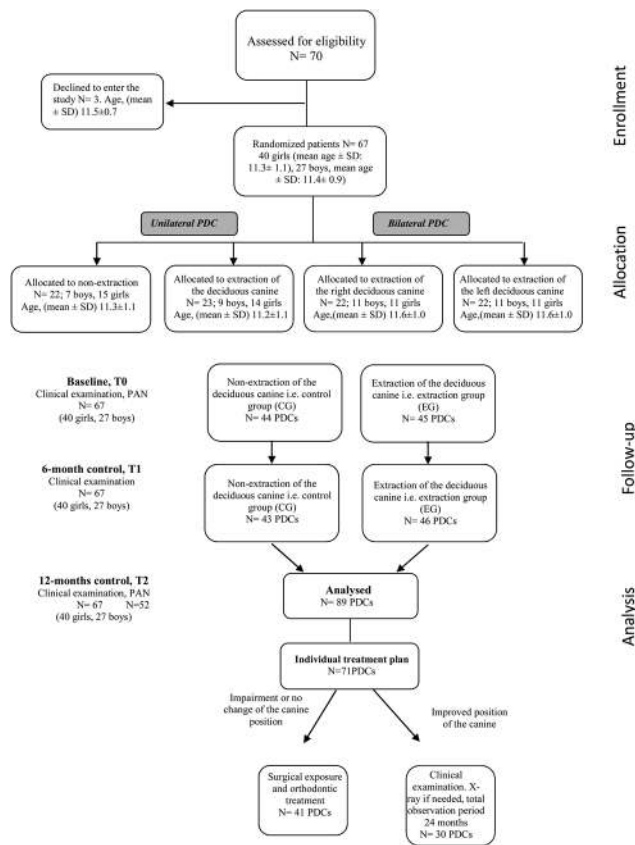 Assessed for eligibility
N= 70
Declined to enter the
study N= 3. Age, (mean
± SD) 11.5±0.7
Enrollment
Randomized patients N= 67
40 girls (mean age ± SD:
11.3± 1.1), 27 boys, mean age
± SD: 11.4± 0.9)
Unilateral PDC
Bilateral PDC
Allocation
Allocated to non-extraction
N= 22; 7 boys, 15 girls
Age, (mean ± SD) 11.3±1.1
Allocated to extraction of
the deciduous canine
N= 23; 9 boys, 14 girls
Age, (mean ± SD) 11.2±1.1
Allocated to extraction of
the right deciduous canine
N= 22; 11 boys, 11 girls
Age,(mean ± SD) 11.6±1.0
Allocated to extraction of
the left deciduous canine
N= 22; 11 boys, 11 girls
Age,(mean ± SD) 11.6±1.0
Baseline, T0
Clinical examination, PAN
N= 67
(40 girls, 27 boys)
Non-extraction of the
deciduous canine i.e. control
group (CG)
N= 44 PDCs
Extraction of the deciduous
canine i.e. extraction group
(EG)
N= 45 PDCs
Follow-up
6-month control, T1
Clinical examination
N= 67
(40 girls, 27 boys)
Non-extraction of the
deciduous canine i.e. control
group (CG)
N= 43 PDCs
Extraction of the deciduous
canine i.e. extraction group
(EG)
N= 46 PDCs
12-months control, T2
Clinical examination, PAN
N= 67 N=52
(40 girls, 27 boys)
Analysed
N= 89 PDCs
Analysis
Individual treatment plan
N=71PDCs
Impairment or no
change of the canine
position
Improved position
of the canine
Surgical exposure
and orthodontic
treatment
N= 41 PDCs
Clinical
examination. X-
ray if needed, total
observation period
24 months
N= 30 PDCs